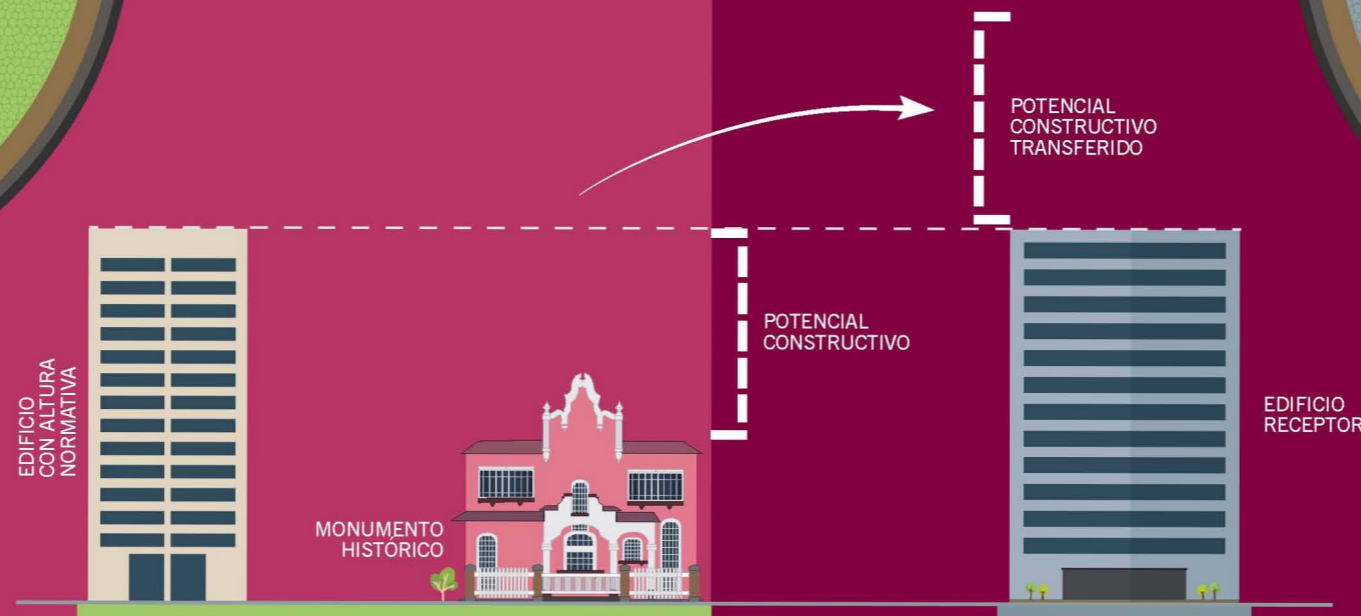 POTENCIAL
CONSTRUCTIVO
TRANSFERIDO
POTENCIAL
CONSTRUCTIVO
EDIFICIO
CON ALTURA
NORMATIVA
MONUMENTO
HISTÓRICO
EDIFICIO
RECEPTOR